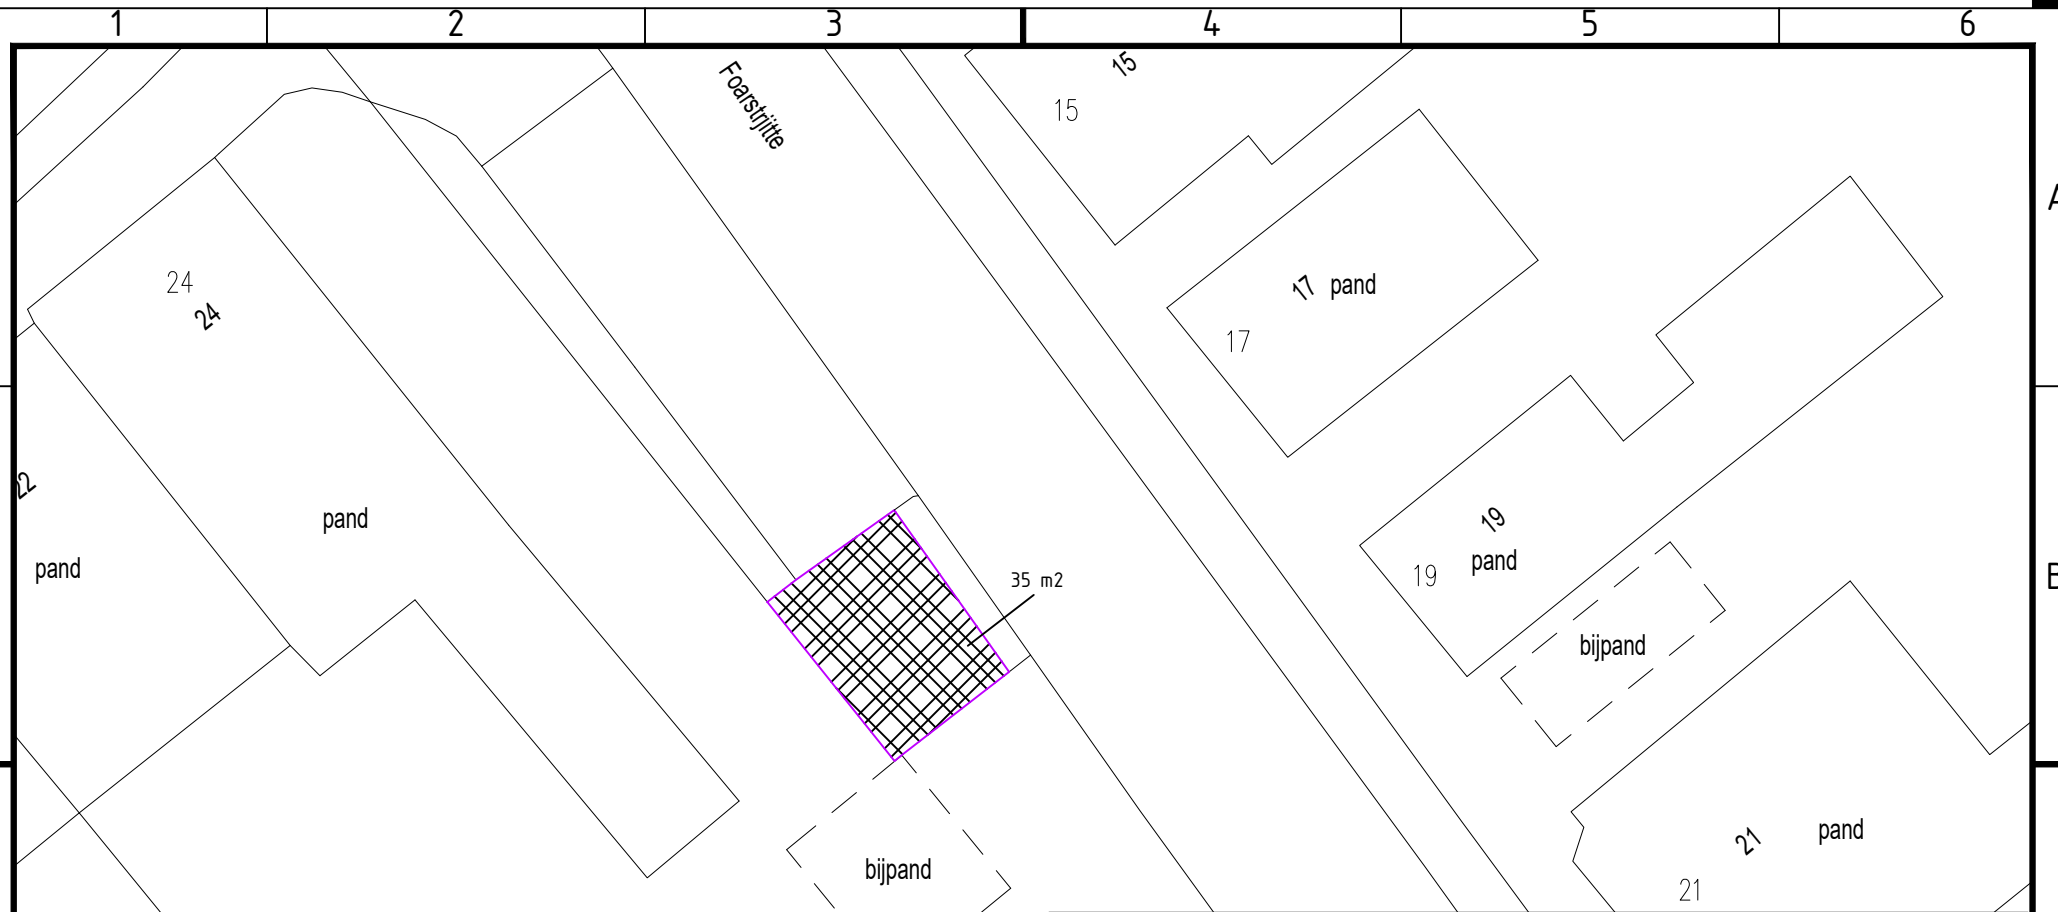 1 2 3 4 5 6
15
Foarstrjitte
15
A
24
17 pand
24
17
22
pand
19
pand
pand
19
35 m2
B
bijpand
pand
21
bijpand
21